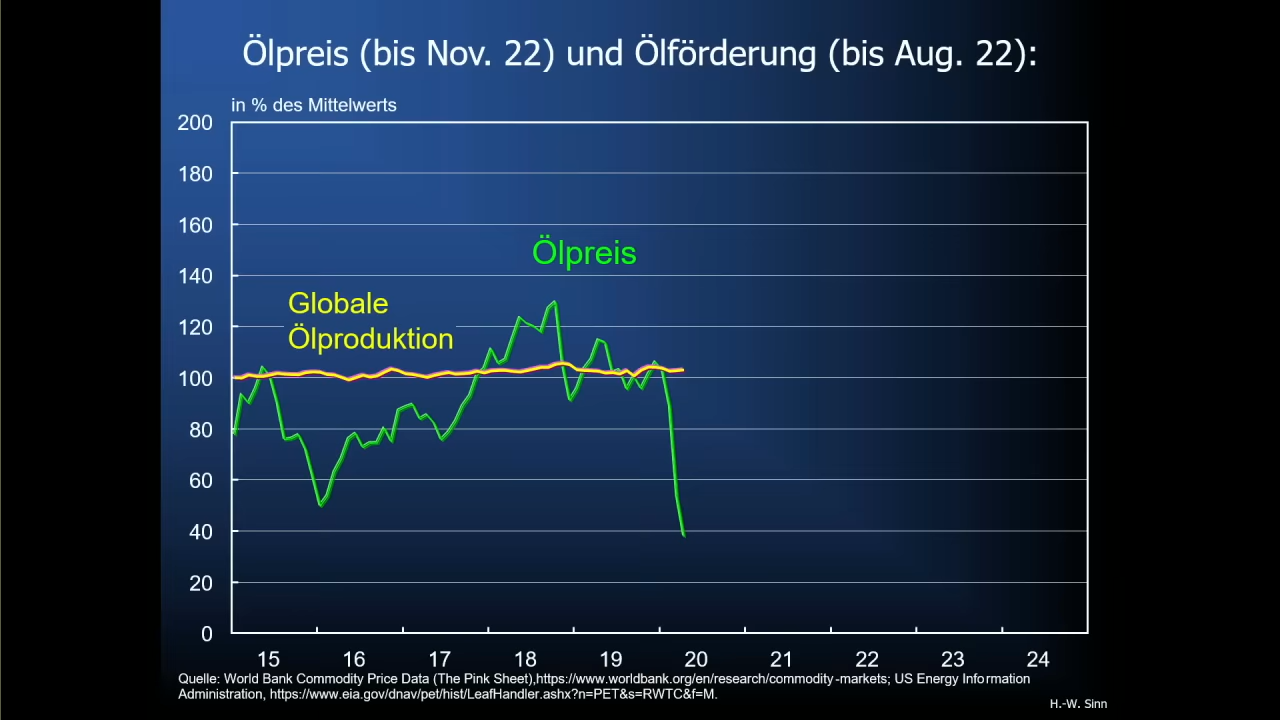 Ölpreis (bis Nov. 22) und Ölförderung (bis Aug. 22):
in % des Mittelwerts
200
180
160
140
120
100
80
60
40
20
0
Ölpreis
Globale
Ölproduktion
15 16 17 18 19 20 21 22 23 24
Quelle: World Bank Commodity Price Data (The Pink Sheet),https://www.worldbank.org/en/research/commodity-markets; US Energy Information
Administration, https://www.eia.gov/dnav/pet/hist/LeafHandler.ashx?n=PET&s=RWTC&f=M.
H.-W. Sinn